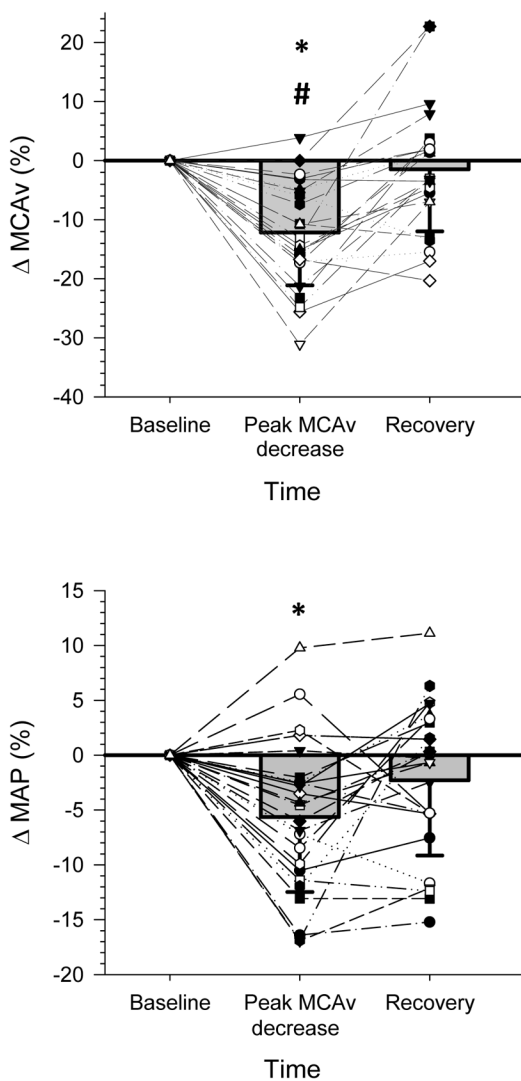 20
10
0
-10
-20
-30
-40
Δ MCAv (%)
*
#
Baseline
Peak MCAv
decrease
Recovery
Time
15
10
5
0
-5
-10
-15
-20
Δ MAP (%)
*
Baseline
Peak MCAv
decrease
Recovery
Time